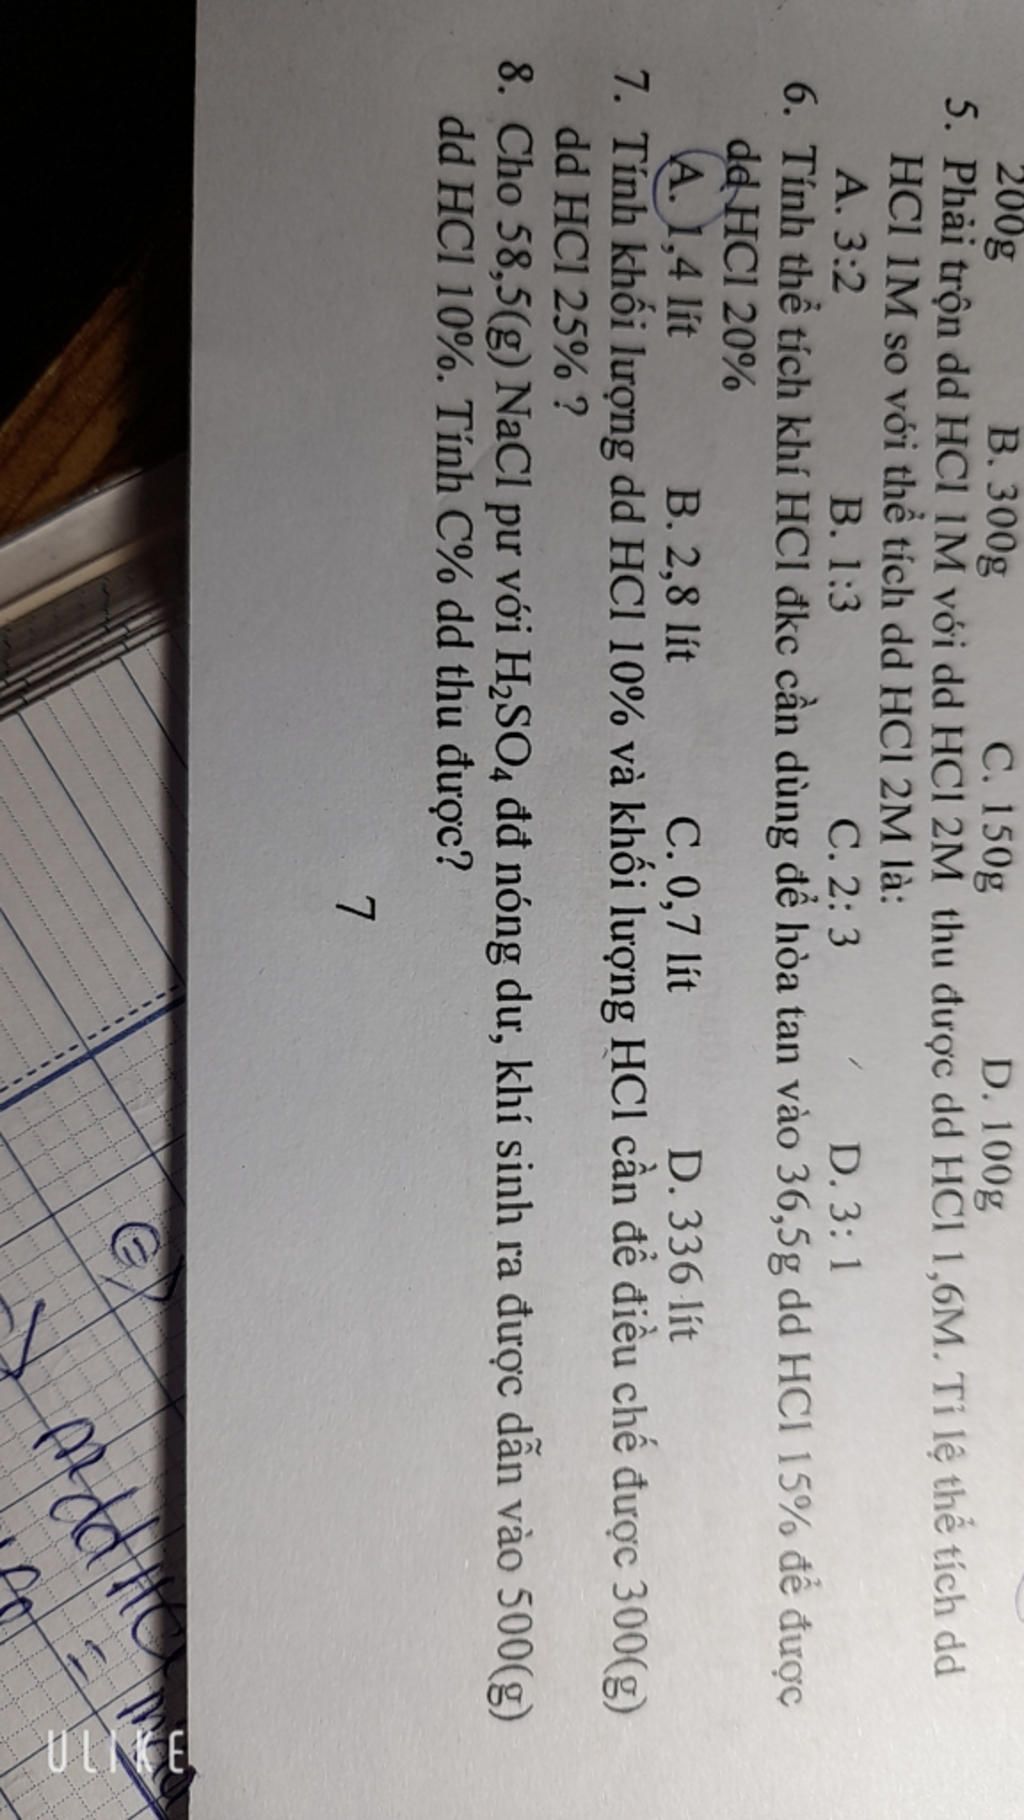 200g B. 300g C. 150g D. 100g
5. Phải trộn dd HCl 1M với dd HCl 2M thu được dd HCl 1,6M. Tỉ lệ thể tích dd
HCl 1M so với thể tích dd HCl 2M là:
A. 3:2 B. 1:3 C. 2: 3 D. 3: 1
6. Tính thể tích khí HCl đkc cần dùng để hòa tan vào 36,5g dd HCl 15% để được
dd HCl 20%
A. 1,4 lít B. 2,8 lít C. 0,7 lít D. 336 lít
7. Tính khối lượng dd HCl 10% và khối lượng HCl cần để điều chế được 300(g)
dd HCl 25% ?
8. Cho 58,5(g) NaCl pư với H₂SO₄ đđ nóng dư, khí sinh ra được dẫn vào 500(g)
dd HCl 10%. Tính C% dd thu được?
7
mdd HCl =
ULIKE